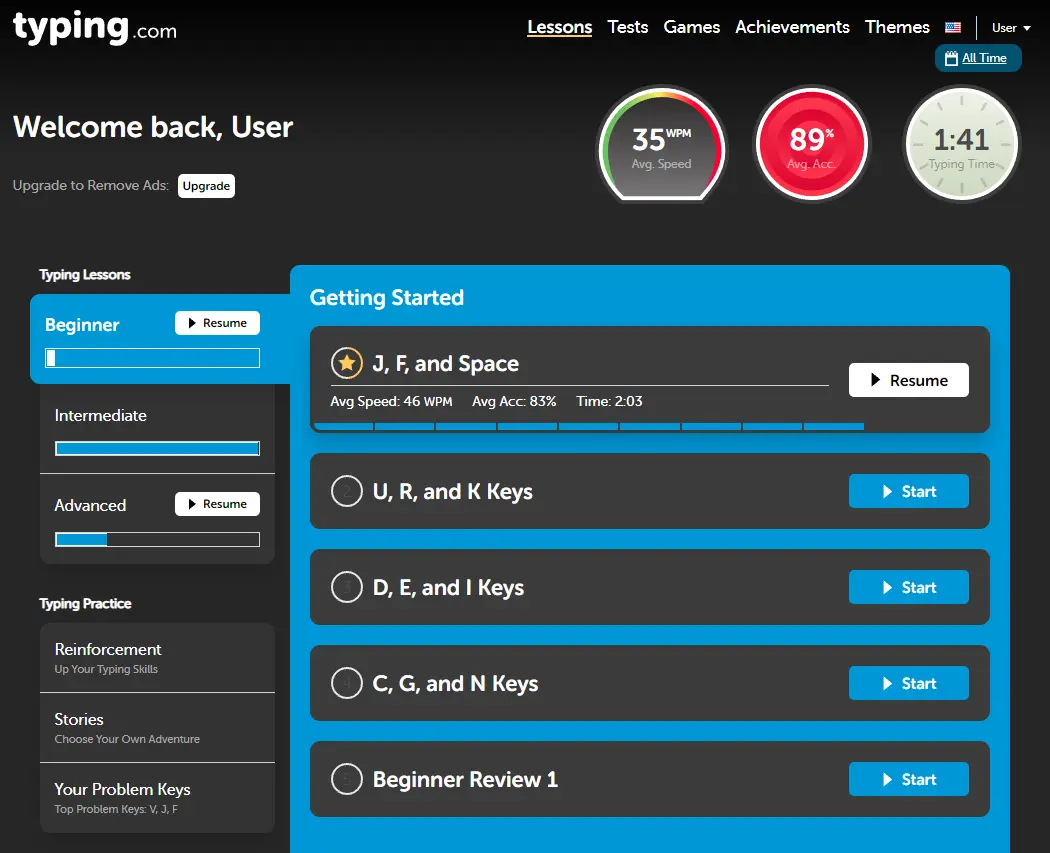 typing.com
Lessons Tests Games Achievements Themes User
All Time
Welcome back, User
35 WPM
Avg. Speed
89%
Avg. Acc.
1:41
Typing Time
Upgrade to Remove Ads: Upgrade
Typing Lessons
Beginner Resume
Intermediate
Advanced Resume
Typing Practice
Reinforcement
Up Your Typing Skills
Stories
Choose Your Own Adventure
Your Problem Keys
Top Problem Keys: V, J, F
Getting Started
J, F, and Space
Resume
Avg Speed: 46 WPM Avg Acc: 83% Time: 2:03
2 U, R, and K Keys Start
3 D, E, and I Keys Start
4 C, G, and N Keys Start
5 Beginner Review 1 Start